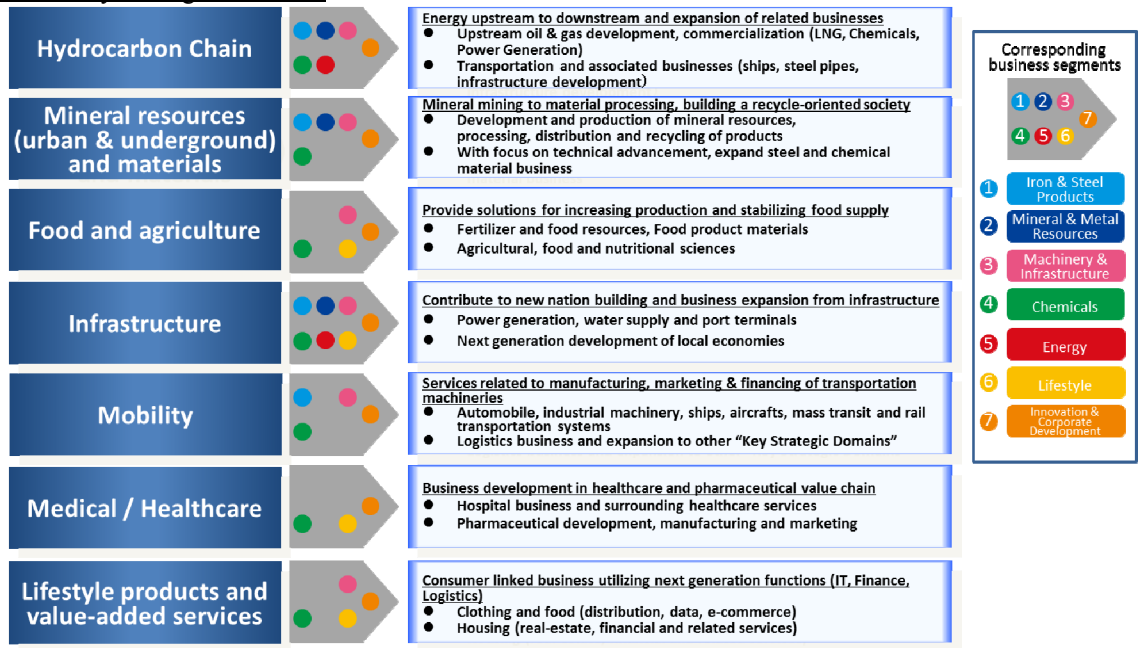 Hydrocarbon Chain
Energy upstream to downstream and expansion of related businesses
● Upstream oil & gas development, commercialization (LNG, Chemicals,
Power Generation)
● Transportation and associated businesses (ships, steel pipes,
infrastructure development)
Mineral resources
(urban & underground)
and materials
Mineral mining to material processing, building a recycle-oriented society
● Development and production of mineral resources,
processing, distribution and recycling of products
● With focus on technical advancement, expand steel and chemical
material business
Food and agriculture
Provide solutions for increasing production and stabilizing food supply
● Fertilizer and food resources, Food product materials
● Agricultural, food and nutritional sciences
Infrastructure
Contribute to new nation building and business expansion from infrastructure
● Power generation, water supply and port terminals
● Next generation development of local economies
Mobility
Services related to manufacturing, marketing & financing of transportation
machineries
● Automobile, industrial machinery, ships, aircrafts, mass transit and rail
transportation systems
● Logistics business and expansion to other “Key Strategic Domains”
Medical / Healthcare
Business development in healthcare and pharmaceutical value chain
● Hospital business and surrounding healthcare services
● Pharmaceutical development, manufacturing and marketing
Lifestyle products and
value-added services
Consumer linked business utilizing next generation functions (IT, Finance,
Logistics)
● Clothing and food (distribution, data, e-commerce)
● Housing (real-estate, financial and related services)
Corresponding
business segments
1 2 3
7
4 5 6
1 Iron & Steel
Products
2 Mineral & Metal
Resources
3 Machinery &
Infrastructure
4 Chemicals
5 Energy
6 Lifestyle
7 Innovation &
Corporate
Development